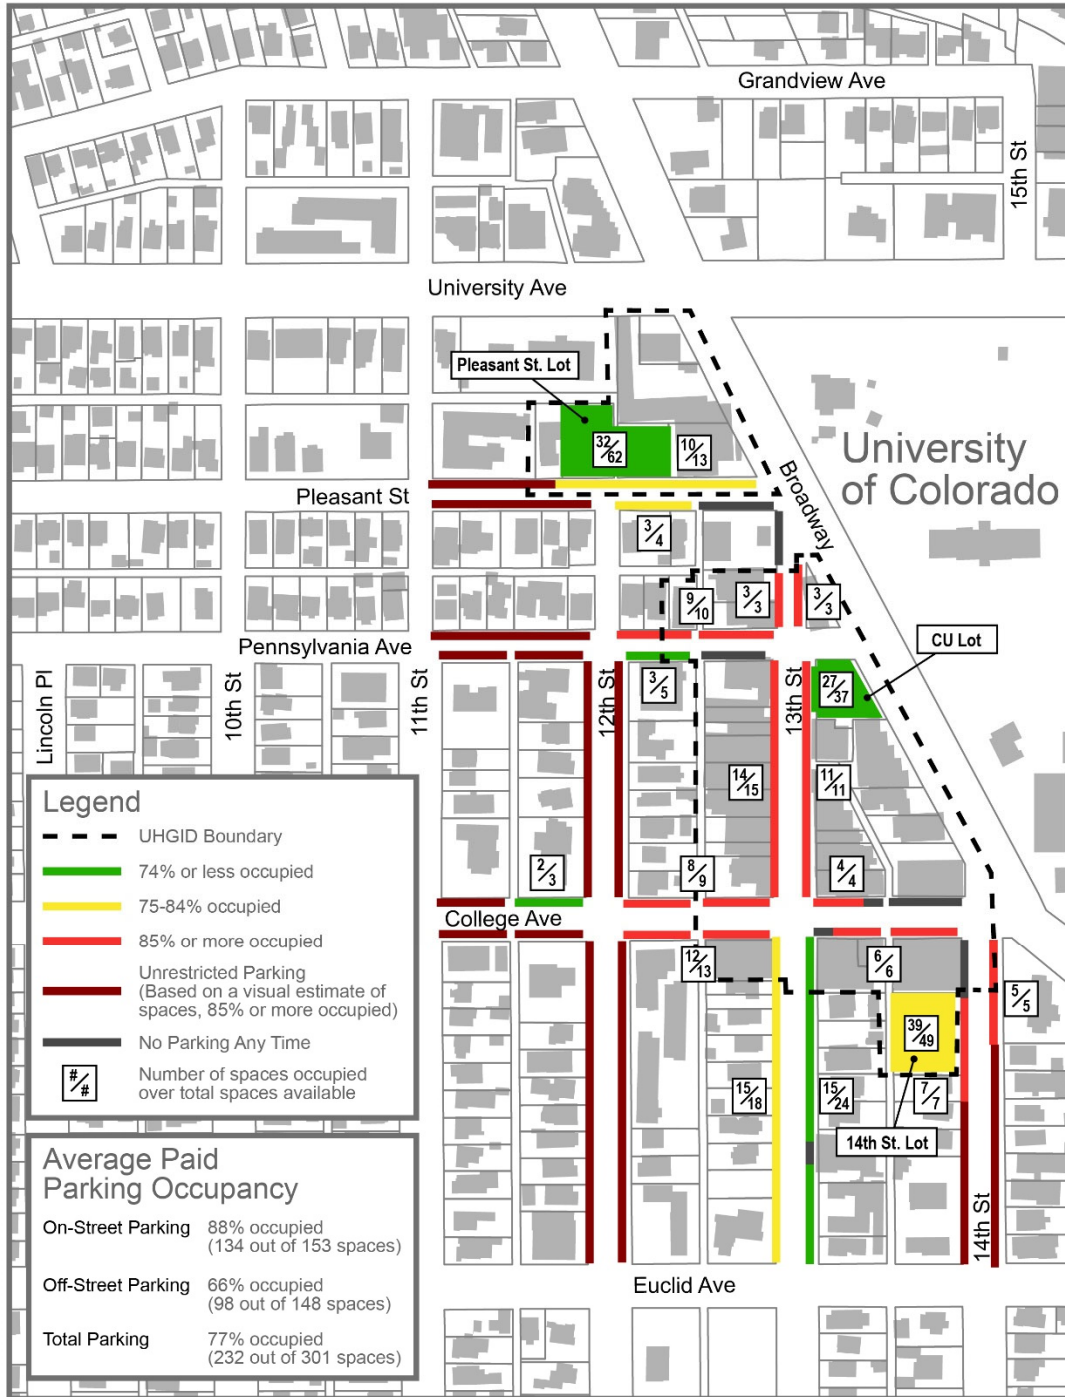 Grandview Ave
15th St
University Ave
Pleasant St. Lot
32/62
10/13
University
of Colorado
Broadway
Pleasant St
3/4
9/10
3/3
3/3
Pennsylvania Ave
CU Lot
Lincoln Pl
10th St
11th St
12th St
13th St
3/5
27/37
14/15
11/11
2/3
8/9
4/4
College Ave
12/13
6/6
5/5
39/49
15/18
15/24
7/7
14th St. Lot
14th St
Euclid Ave
Legend
UHGID Boundary
74% or less occupied
75-84% occupied
85% or more occupied
Unrestricted Parking
(Based on a visual estimate of
spaces, 85% or more occupied)
No Parking Any Time
#/#
Number of spaces occupied
over total spaces available
Average Paid
Parking Occupancy
On-Street Parking 88% occupied
(134 out of 153 spaces)
Off-Street Parking 66% occupied
(98 out of 148 spaces)
Total Parking 77% occupied
(232 out of 301 spaces)